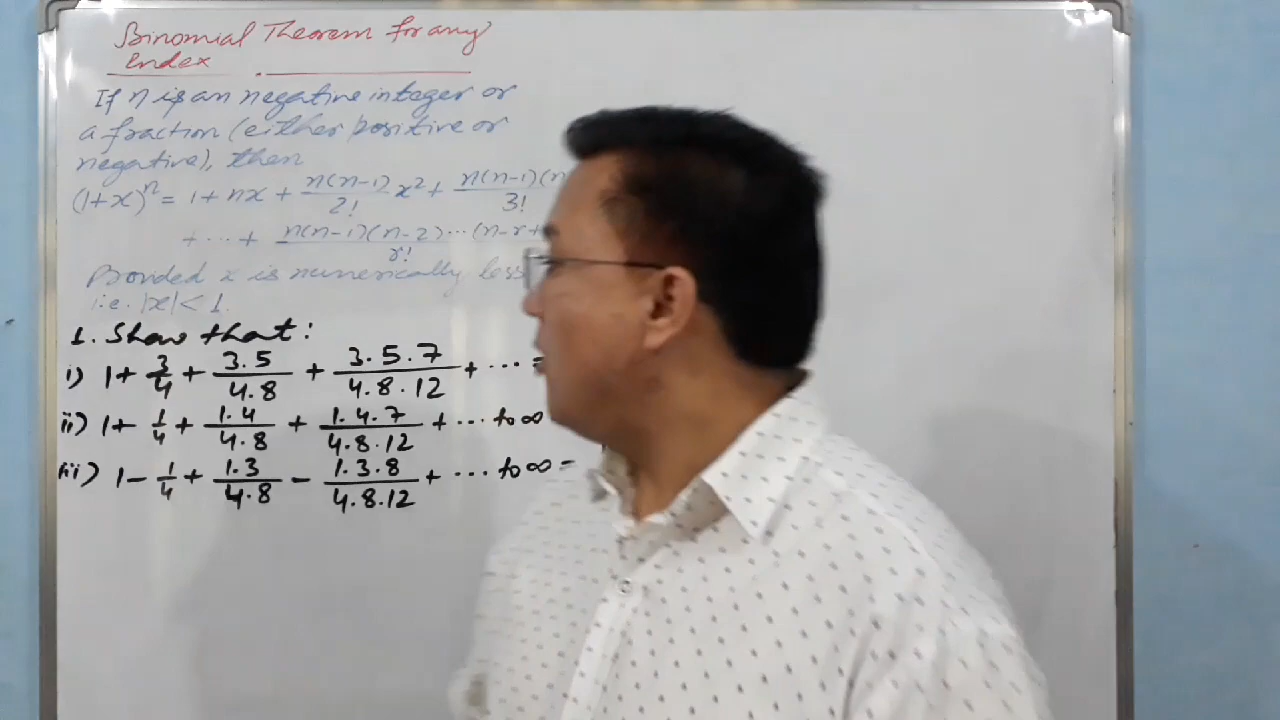 Binomial Theorem for any
Index
If n is an negative integer or
a fraction (either positive or
negative), then
(1+x)^n = 1 + nx + n(n-1)/2! x² + n(n-1)(n/3!
+ ... + n(n-1)(n-2)...(n-r+/r!
Provided x is numerically less
i.e. |x| < 1.
1. Show that:
i) 1 + 3/4 + 3.5/4.8 + 3.5.7/4.8.12 + ... =
ii) 1 + 1/4 + 1.4/4.8 + 1.4.7/4.8.12 + ... to ∞
iii) 1 - 1/4 + 1.3/4.8 - 1.3.8/4.8.12 + ... to ∞ =